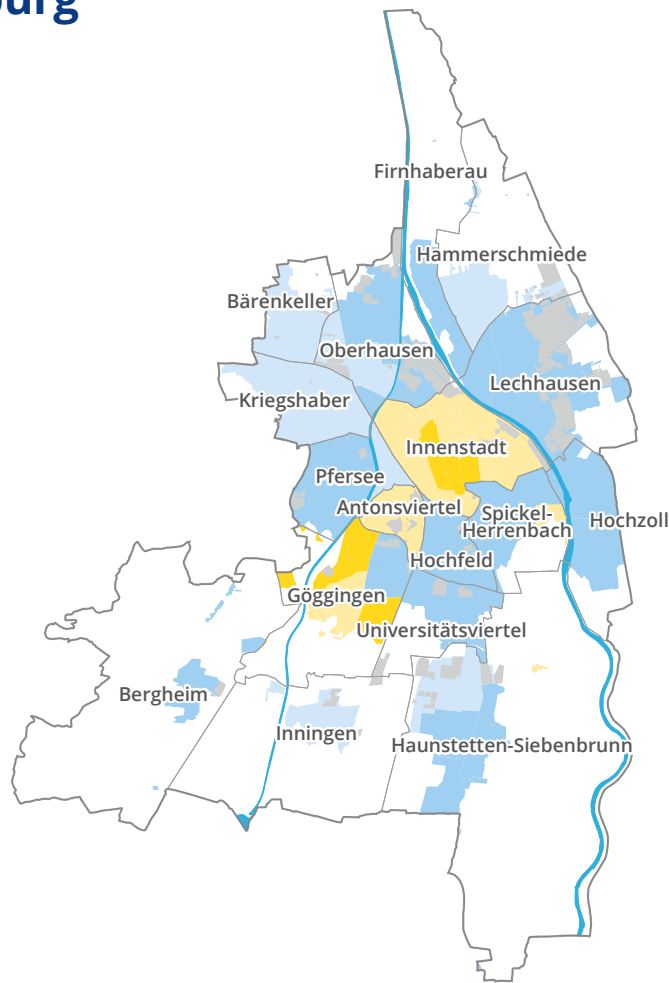 burg
Firnhaberau
Hammerschmiede
Bärenkeller
Oberhausen
Lechhausen
Kriegshaber
Innenstadt
Pfersee
Antonsviertel
Spickel-
Herrenbach
Hochzoll
Hochfeld
Göggingen
Universitätsviertel
Bergheim
Inningen
Haunstetten-Siebenbrunn